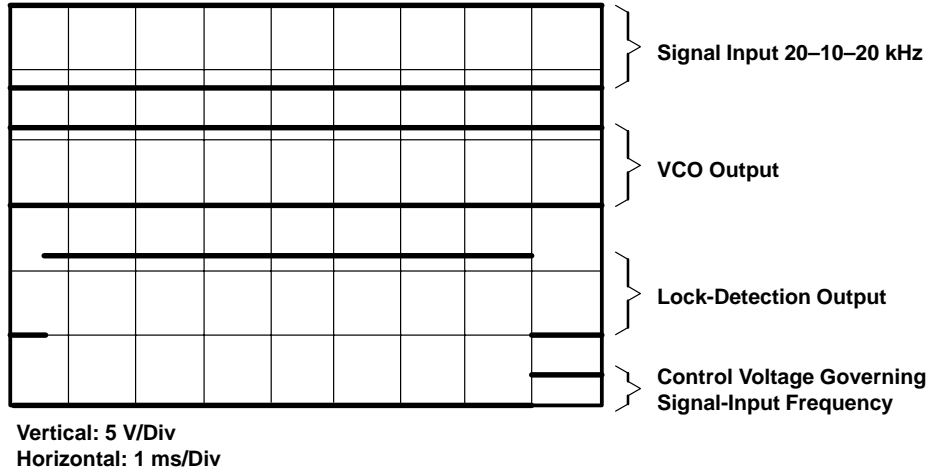 Signal Input 20–10–20 kHz
VCO Output
Lock-Detection Output
Control Voltage Governing
Signal-Input Frequency
Vertical: 5 V/Div
Horizontal: 1 ms/Div